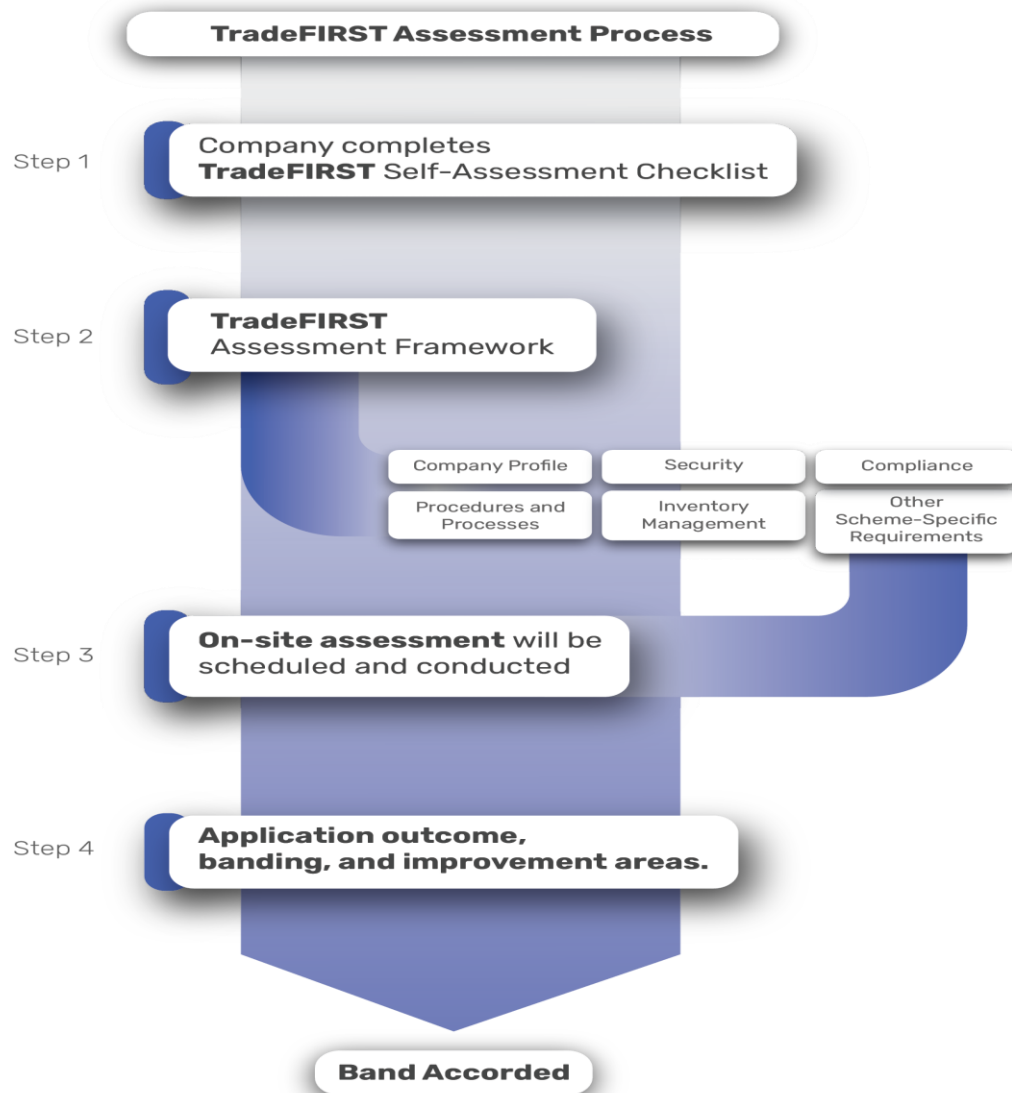 TradeFIRST Assessment Process
Step 1
Company completes
TradeFIRST Self-Assessment Checklist
Step 2
TradeFIRST
Assessment Framework
Company Profile
Security
Compliance
Procedures and
Processes
Inventory
Management
Other
Scheme-Specific
Requirements
Step 3
On-site assessment will be
scheduled and conducted
Step 4
Application outcome,
banding, and improvement areas.
Band Accorded